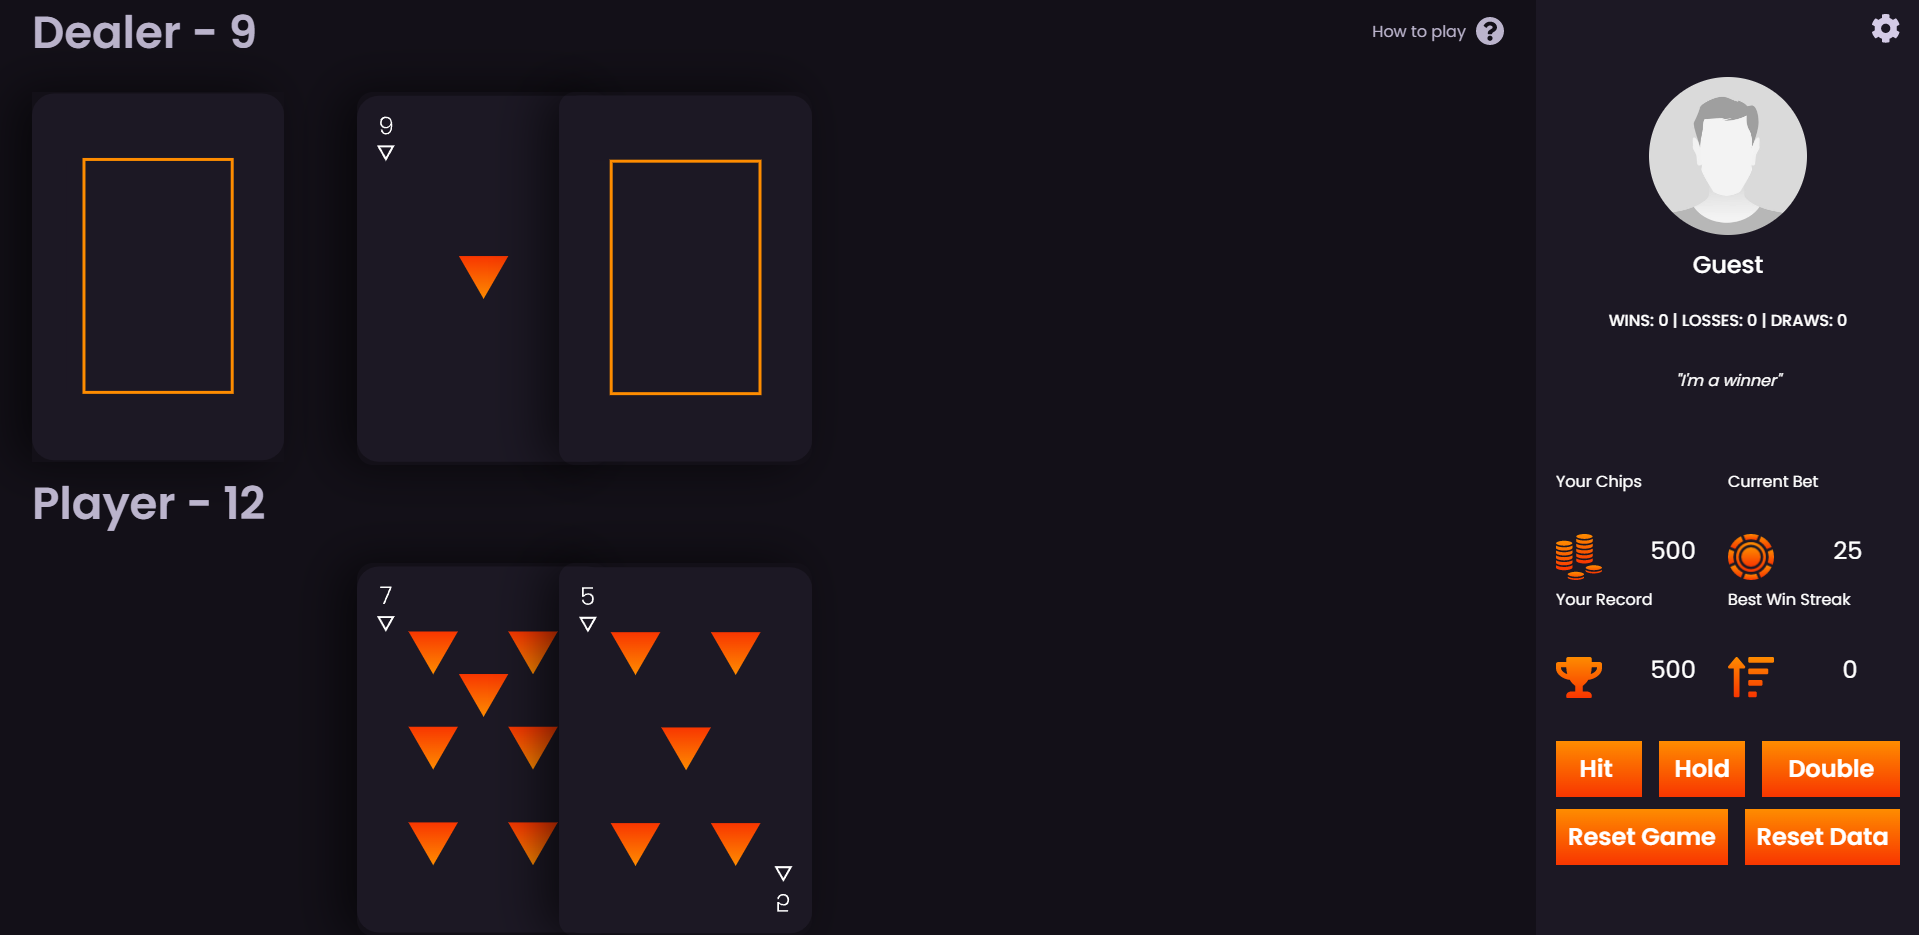 Dealer - 9
How to play
9
Player - 12
7
5
5
Guest
WINS: 0 | LOSSES: 0 | DRAWS: 0
"I'm a winner"
Your Chips
Current Bet
500
25
Your Record
Best Win Streak
500
0
Hit
Hold
Double
Reset Game
Reset Data